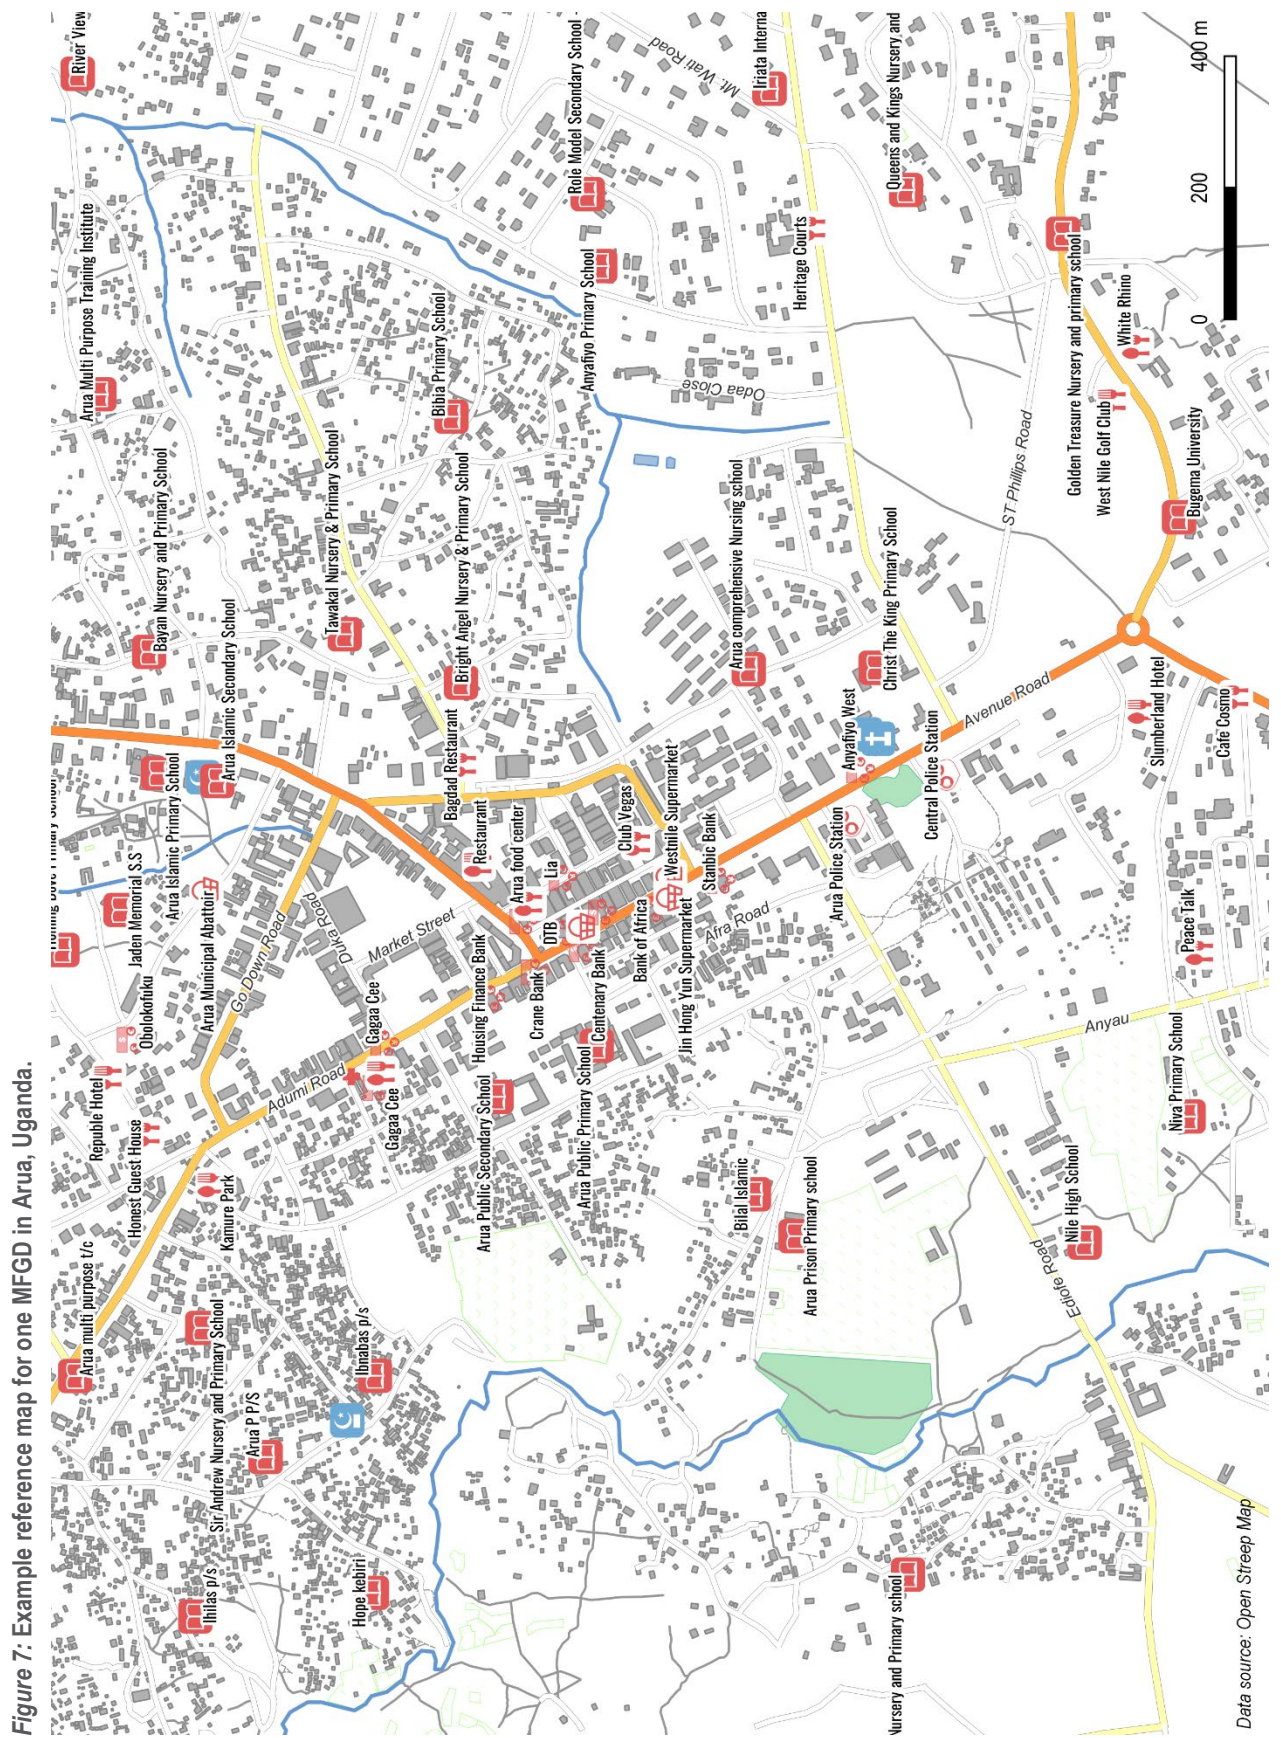 Figure 7: Example reference map for one MFGD in Arua, Uganda.
River View
Arua Multi Purpose Training Institute
Bayan Nursery and Primary School
Arua Islamic Secondary School
Arua Islamic Primary School
Jaden Memorial S.S
Arua Municipal Abattoir
Obolokofuku
Republe Hotel
Honest Guest House
Kamure Park
Arua multi purpose t/c
Sir Andrew Nursery and Primary School
Arua P P/S
Ibnabas p/s
Ihilas p/s
Hope kebiri
Tawakal Nursery & Primary School
Bibia Primary School
Bright Angel Nursery & Primary School
Bagdad Restaurant
Restaurant
Arua food center
Go Down Road
Duka Road
Market Street
Adumi Road
Gagaa Cee
Gagaa Cee
Housing Finance Bank
Crane Bank
DTB
Lia
Centenary Bank
Bank of Africa
Club Vegas
Westnile Supermarket
Jin Hong Yun Supermarket
Stanbic Bank
Afra Road
Arua Public Secondary School
Arua Public Primary School
Role Model Secondary School -
Anyafiyo Primary School
Mt. Wati Road
Iriata Interna
Heritage Courts
Odaa Close
Arua comprehensive Nursing school
Christ The King Primary School
Anyafiyo West
Arua Police Station
Central Police Station
Avenue Road
ST Phillips Road
Queens and Kings Nursery and
Golden Treasure Nursery and primary school
West Nile Golf Club
White Rhino
Bugema University
Slumberland Hotel
Café Cosmo
Peace Talk
Anyau
Niva Primary School
Nile High School
Ediofe Road
Bilal Islamic
Arua Prison Primary school
Nursery and Primary school
0 200 400 m
Data source: Open Streep Map